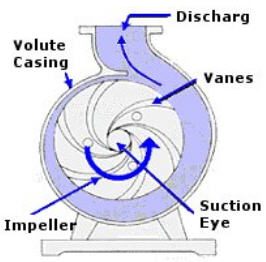 Discharg
Volute
Casing
Vanes
Suction
Eye
Impeller